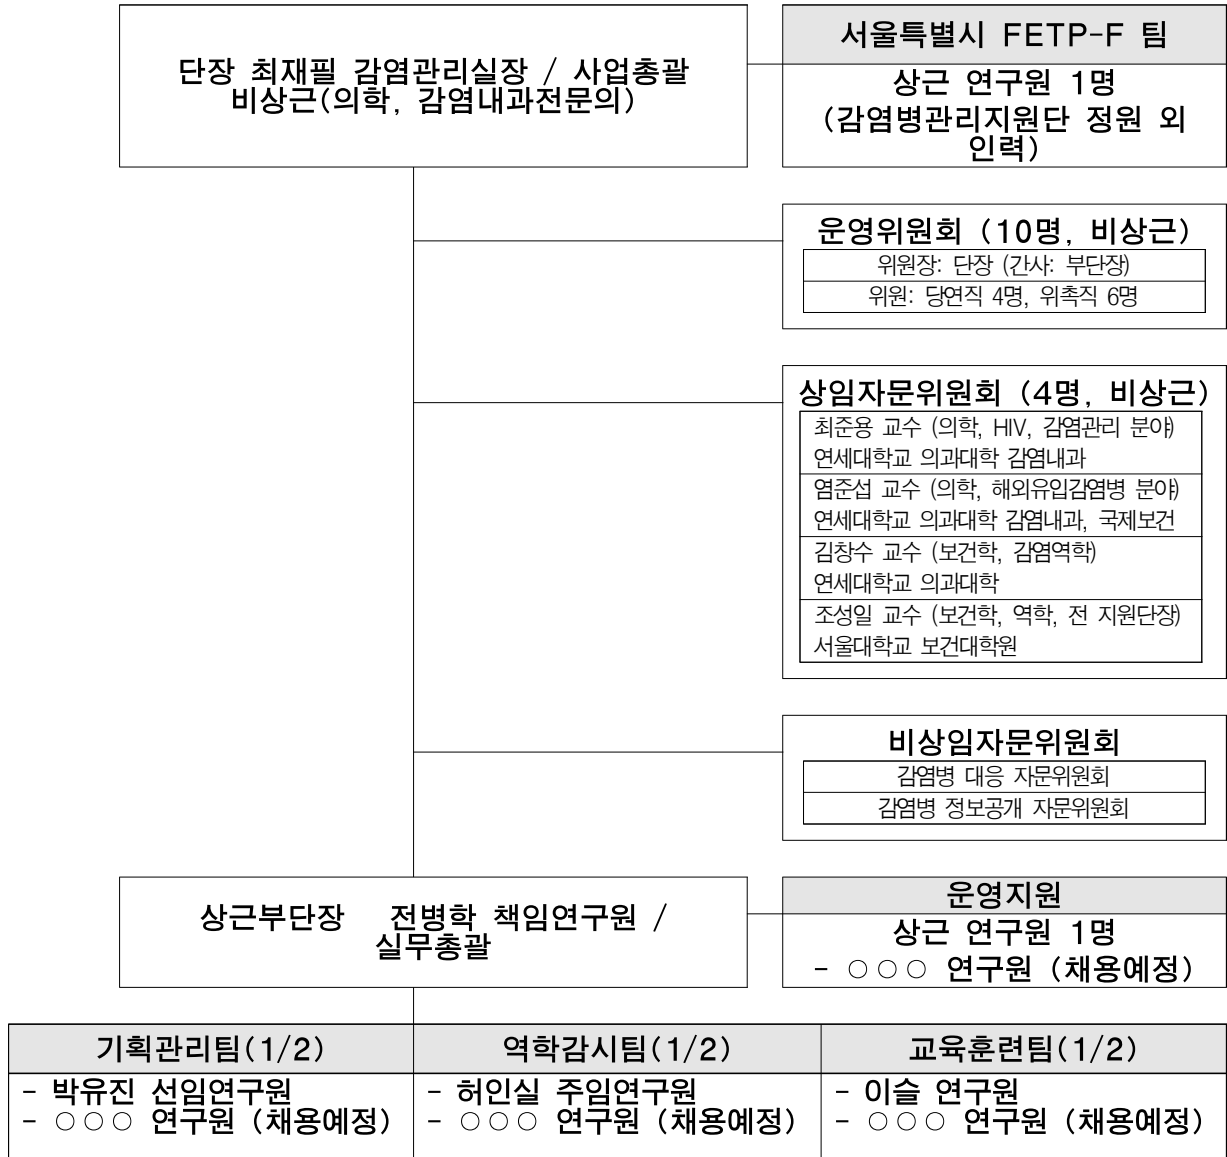 단장 최재필 감염관리실장 / 사업총괄
비상근(의학, 감염내과전문의)
서울특별시 FETP-F 팀
상근 연구원 1명
(감염병관리지원단 정원 외
인력)
운영위원회 (10명, 비상근)
위원장: 단장 (간사: 부단장)
위원: 당연직 4명, 위촉직 6명
상임자문위원회 (4명, 비상근)
최준용 교수 (의학, HIV, 감염관리 분야)
연세대학교 의과대학 감염내과
염준섭 교수 (의학, 해외유입감염병 분야)
연세대학교 의과대학 감염내과, 국제보건
김창수 교수 (보건학, 감염역학)
연세대학교 의과대학
조성일 교수 (보건학, 역학, 전 지원단장)
서울대학교 보건대학원
비상임자문위원회
감염병 대응 자문위원회
감염병 정보공개 자문위원회
상근부단장 전병학 책임연구원 /
실무총괄
운영지원
상근 연구원 1명
- ○○○ 연구원 (채용예정)
기획관리팀(1/2)
- 박유진 선임연구원
- ○○○ 연구원 (채용예정)
역학감시팀(1/2)
- 허인실 주임연구원
- ○○○ 연구원 (채용예정)
교육훈련팀(1/2)
- 이슬 연구원
- ○○○ 연구원 (채용예정)